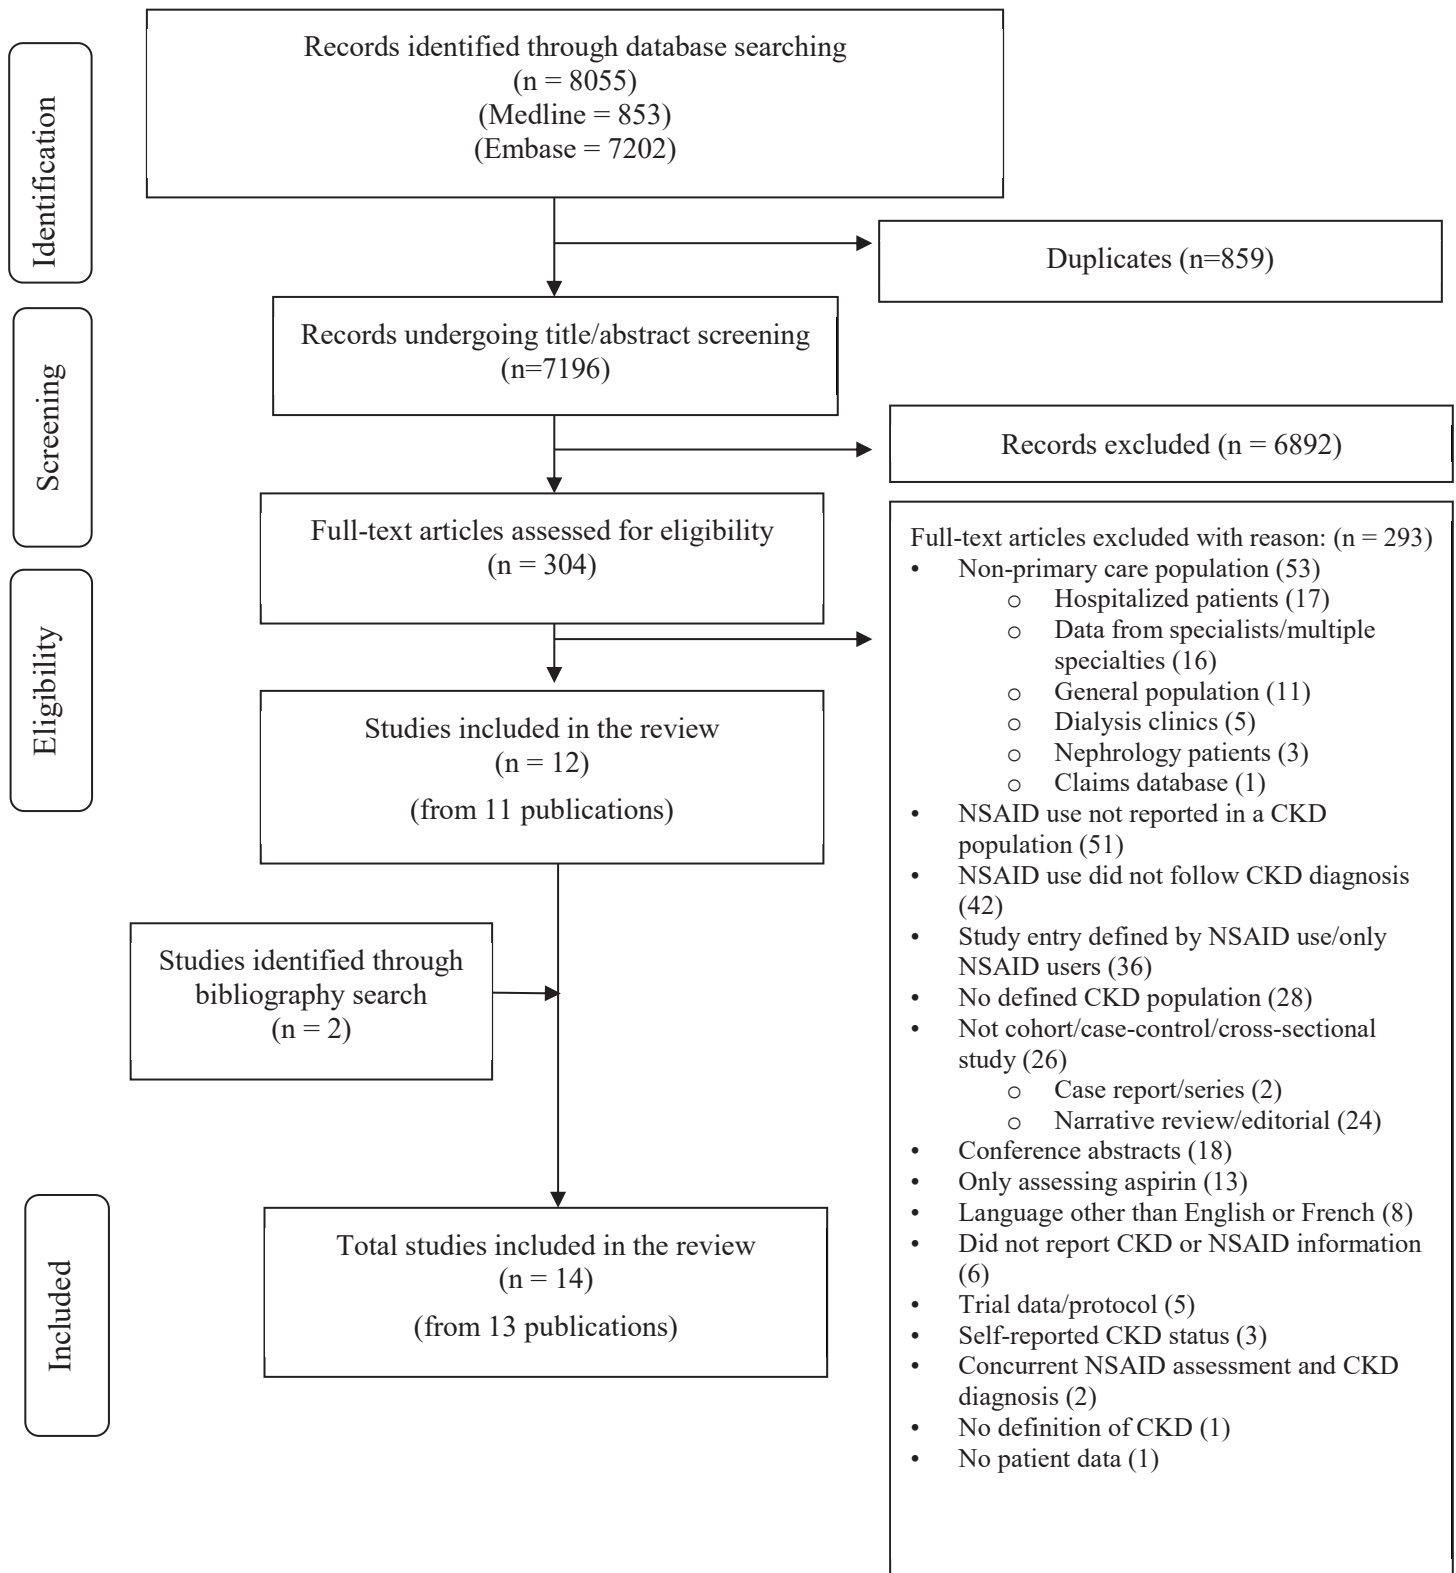 Identification
Records identified through database searching
(n = 8055)
(Medline = 853)
(Embase = 7202)
Duplicates (n=859)
Screening
Records undergoing title/abstract screening
(n=7196)
Records excluded (n = 6892)
Full-text articles assessed for eligibility
(n = 304)
Eligibility
Full-text articles excluded with reason: (n = 293)
• Non-primary care population (53)
o Hospitalized patients (17)
o Data from specialists/multiple
specialties (16)
o General population (11)
o Dialysis clinics (5)
o Nephrology patients (3)
o Claims database (1)
• NSAID use not reported in a CKD
population (51)
• NSAID use did not follow CKD diagnosis
(42)
• Study entry defined by NSAID use/only
NSAID users (36)
• No defined CKD population (28)
• Not cohort/case-control/cross-sectional
study (26)
o Case report/series (2)
o Narrative review/editorial (24)
• Conference abstracts (18)
• Only assessing aspirin (13)
• Language other than English or French (8)
• Did not report CKD or NSAID information
(6)
• Trial data/protocol (5)
• Self-reported CKD status (3)
• Concurrent NSAID assessment and CKD
diagnosis (2)
• No definition of CKD (1)
• No patient data (1)
Studies included in the review
(n = 12)
(from 11 publications)
Studies identified through
bibliography search
(n = 2)
Included
Total studies included in the review
(n = 14)
(from 13 publications)